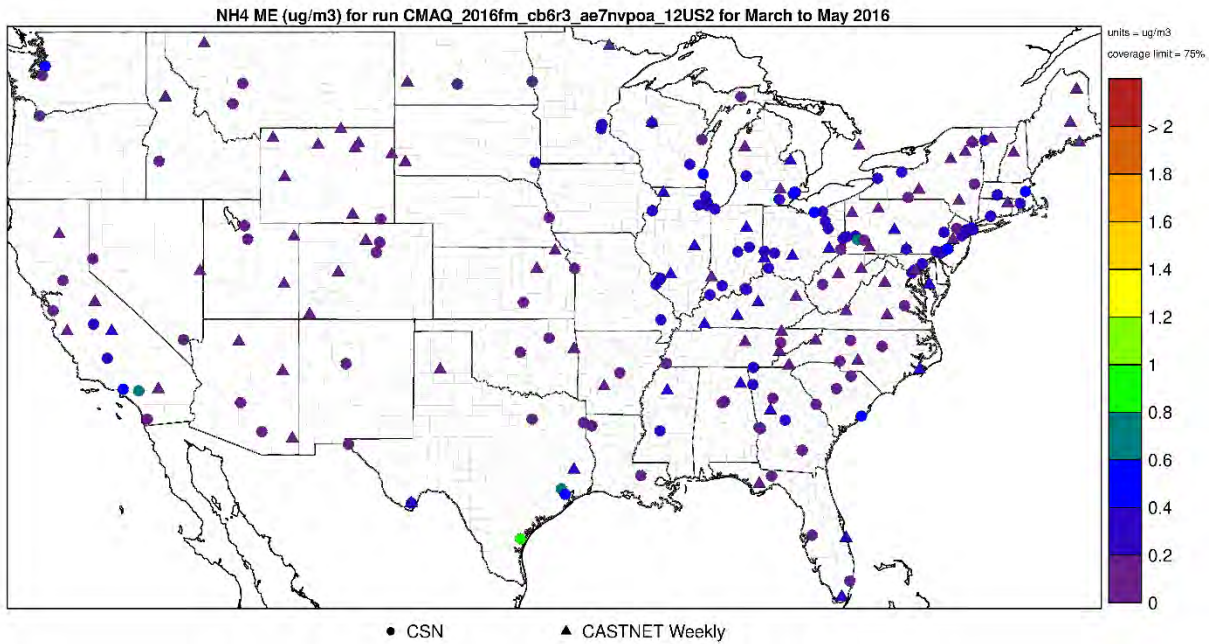 NH4 ME (ug/m3) for run CMAQ_2016fm_cb6r3_ae7nvpoa_12US2 for March to May 2016
units = ug/m3
coverage limit = 75%
> 2
1.8
1.6
1.4
1.2
1
0.8
0.6
0.4
0.2
0
CSN
CASTNET Weekly